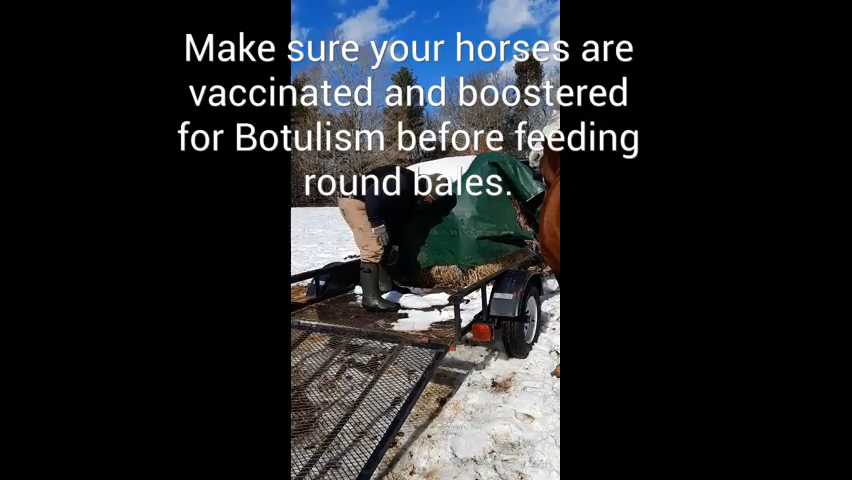 Make sure your horses are
vaccinated and boostered
for Botulism before feeding
round bales.